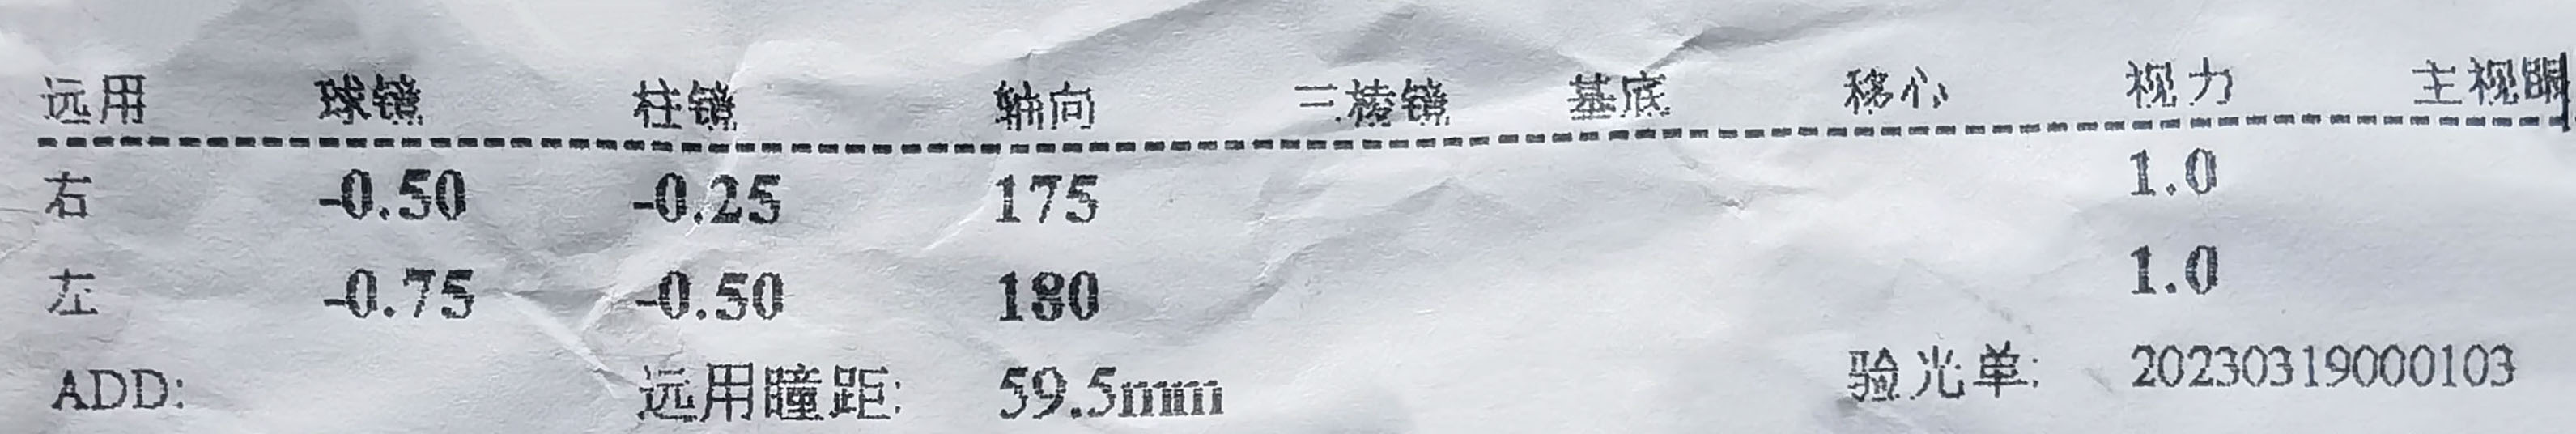 远用 球镜 柱镜 轴向 三棱镜 基底 移心 视力 主视眼
右 -0.50 -0.25 175 1.0
左 -0.75 -0.50 180 1.0
ADD: 远用瞳距: 59.5mm 验光单: 20230319000103